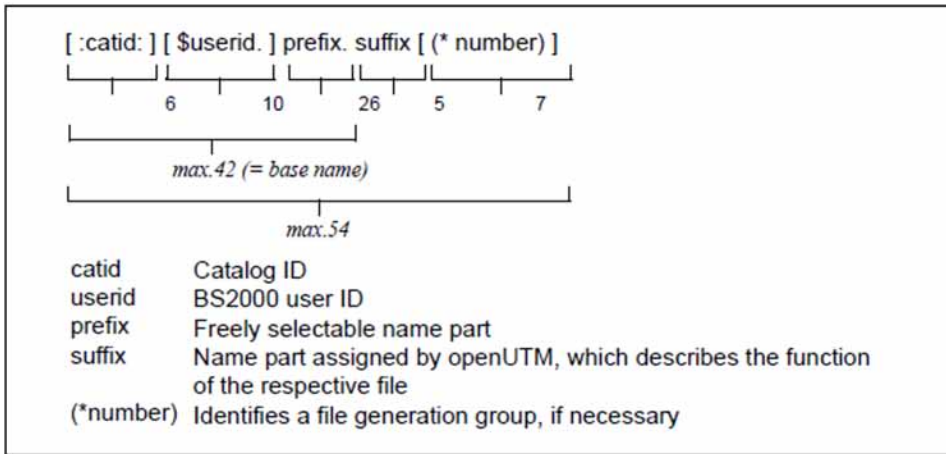 [ :catid: ] [ $userid. ] prefix. suffix [ (* number) ]
6 10 26 5 7
max.42 (= base name)
max.54
catid Catalog ID
userid BS2000 user ID
prefix Freely selectable name part
suffix Name part assigned by openUTM, which describes the function
of the respective file
(*number) Identifies a file generation group, if necessary